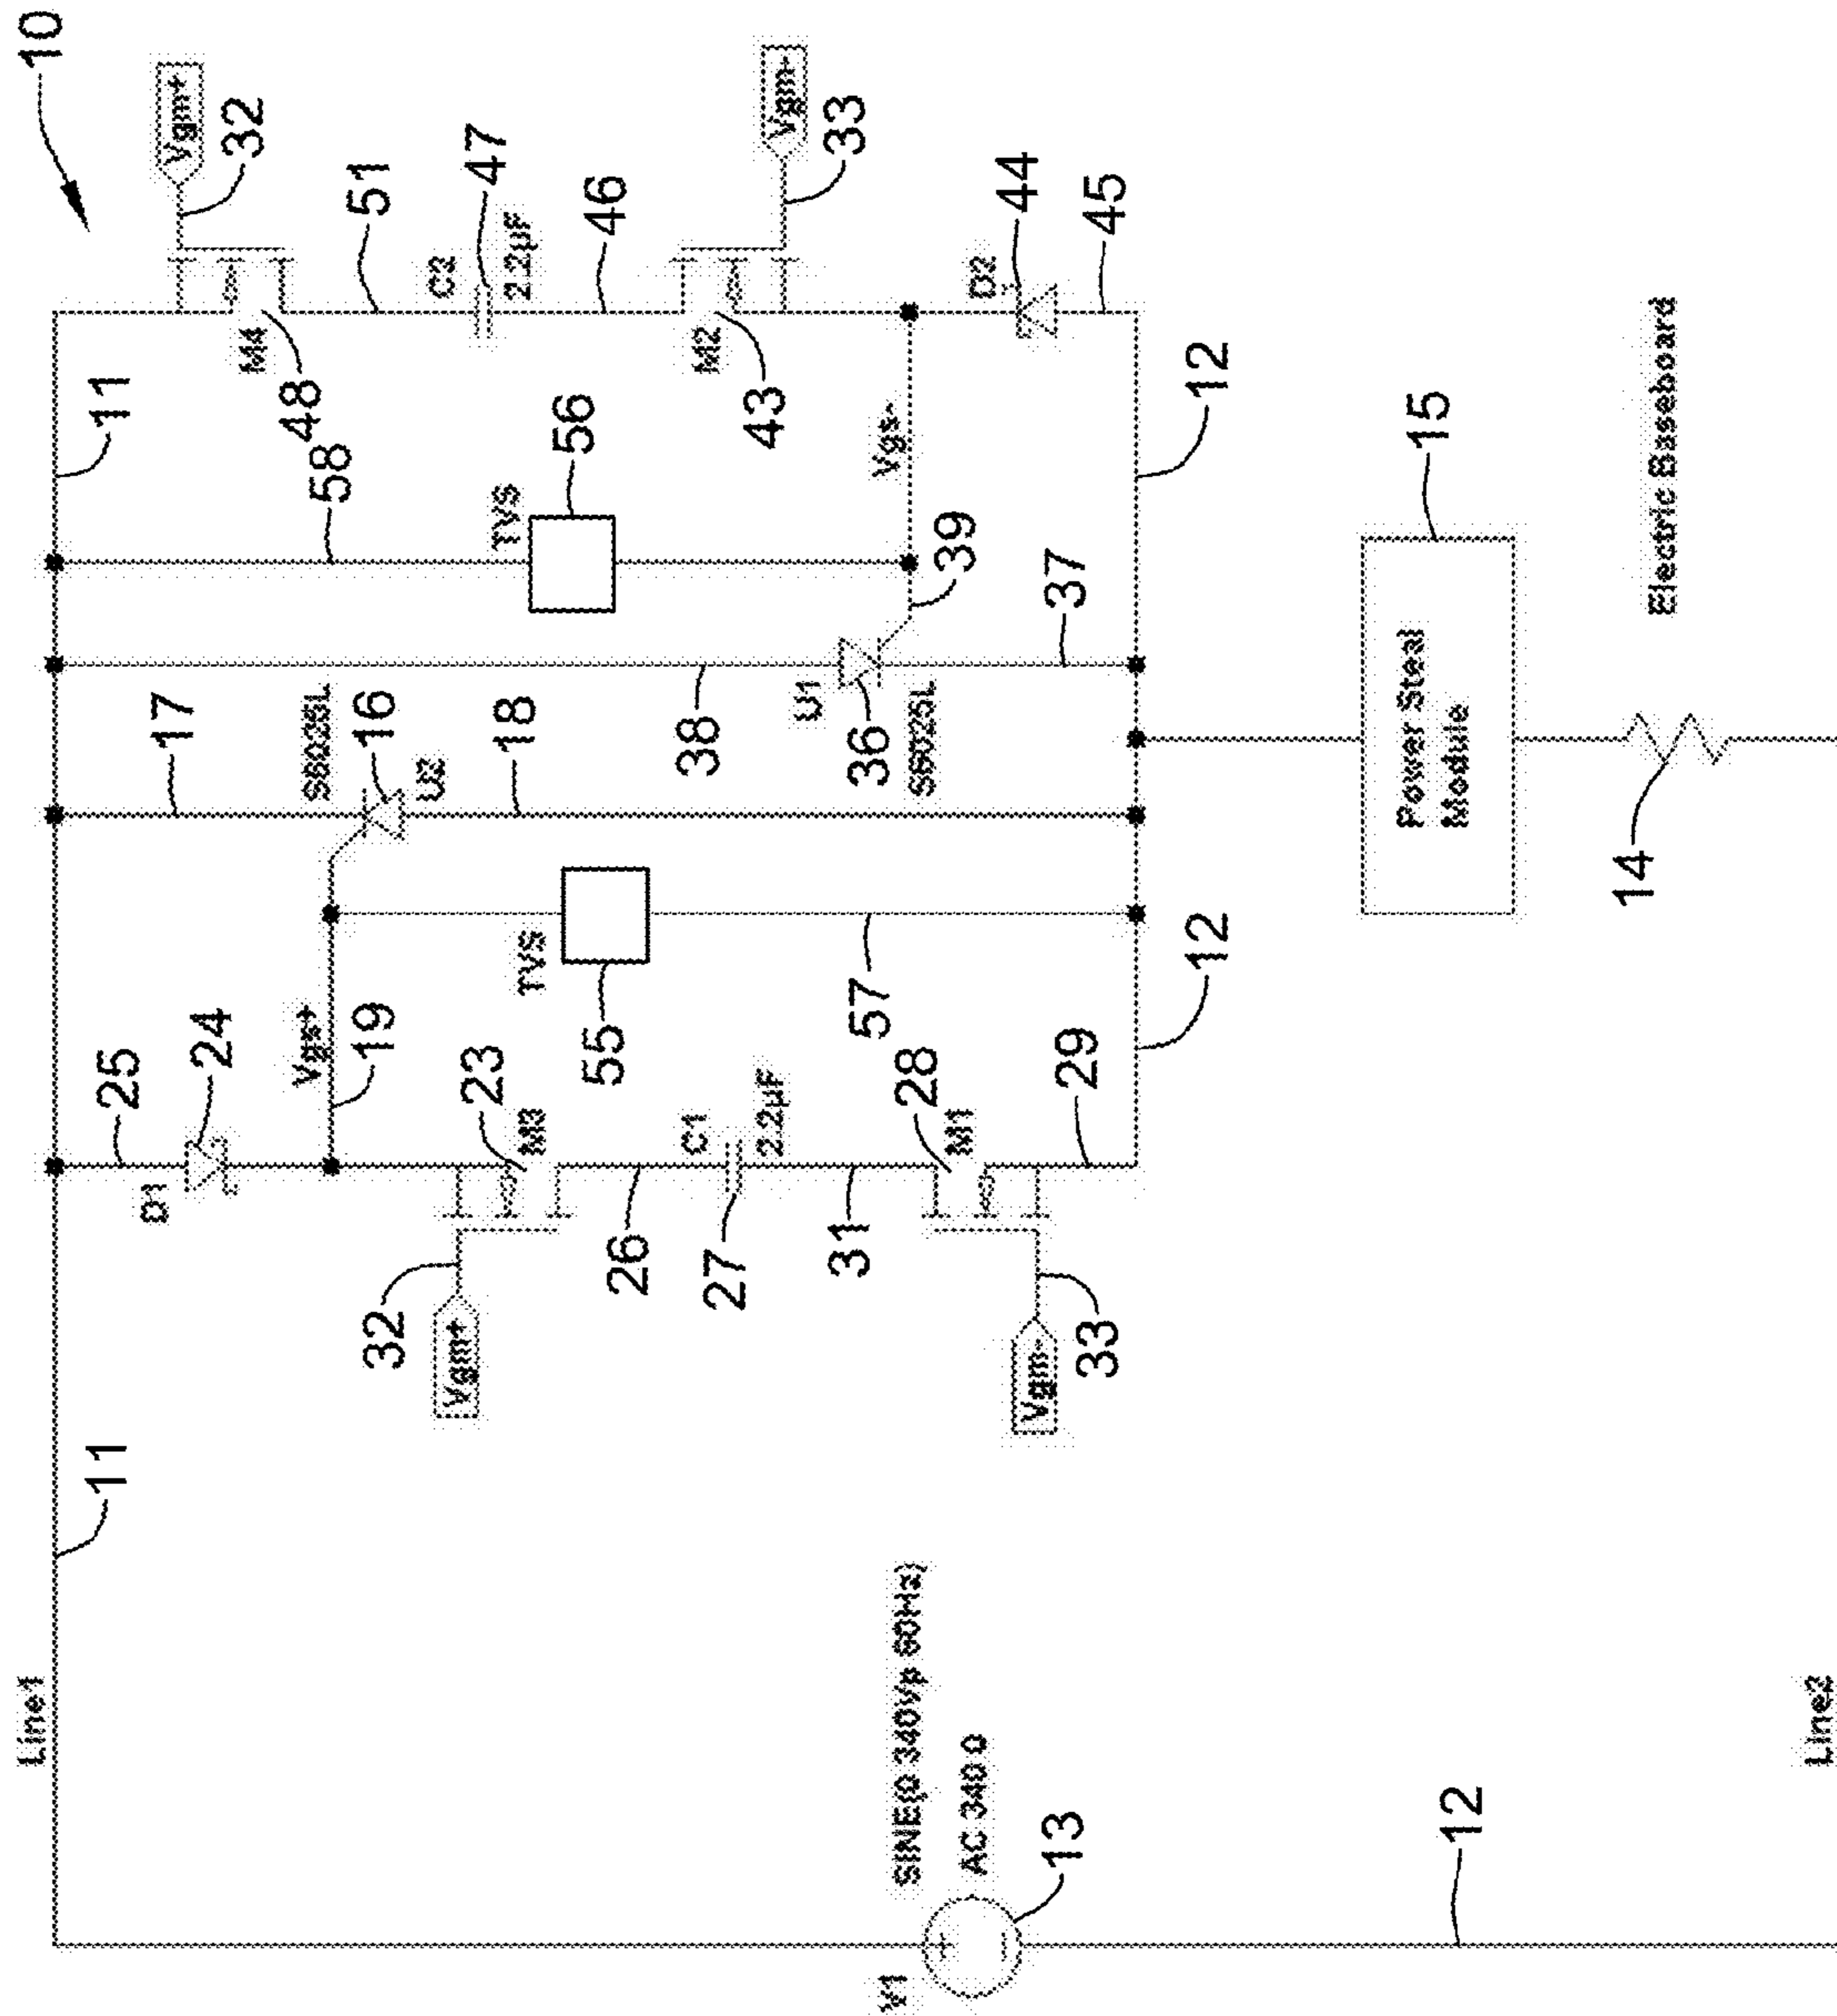 10
Line1
11
11
Vgm+
32
25
D1
24
17
S6025L
16
U2
58
TVS
56
M4
48
51
C2
47
2.2µF
46
Vgs+
19
32
Vgm+
23
M3
26
C1
27
2.2µF
31
TVS
55
57
18
38
U1
36
S6025L
39
37
Vgs-
M2
43
Vgm-
33
D2
44
45
28
M1
29
Vgm-
33
12
12
V1
SINE(0 340Vp 60Hz)
AC 340 0
13
12
Power Steal
Module
15
14
Electric Baseboard
Line2